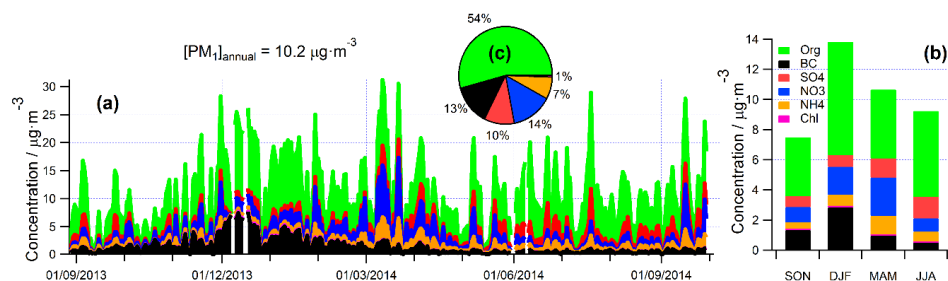 [PM1]annual = 10.2 µg·m-3
(a)
Concentration / µg·m-3
30
25
20
15
10
5
0
01/09/2013
01/12/2013
01/03/2014
01/06/2014
01/09/2014
(c)
54%
1%
7%
14%
10%
13%
(b)
Concentration / µg·m-3
14
12
10
8
6
4
2
0
Org
BC
SO4
NO3
NH4
Chl
SON
DJF
MAM
JJA